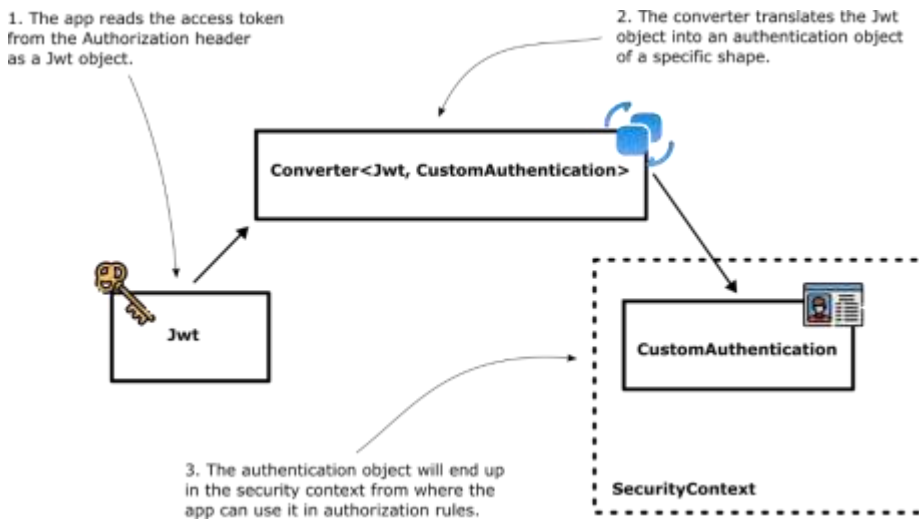 1. The app reads the access token
from the Authorization header
as a Jwt object.
2. The converter translates the Jwt
object into an authentication object
of a specific shape.
Converter<Jwt, CustomAuthentication>
Jwt
CustomAuthentication
3. The authentication object will end up
in the security context from where the
app can use it in authorization rules.
SecurityContext